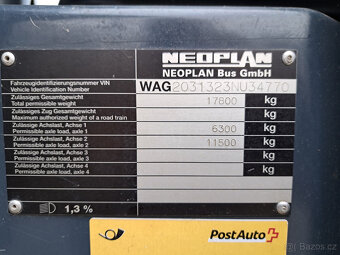 NEOPLAN
NEOPLAN Bus GmbH
Fahrzeugidentifizierungsnummer VIN
Vehicle Identification Number
WAG2031323NU34770
Zulässiges Gesamtgewicht
Total permissible weight
17600 kg
Zulässiges Zug Gesamtgewicht
Maximum authorized weight of a road train
kg
Zulässige Achslast, Achse 1
Permissible axle load, axle 1
6300 kg
Zulässige Achslast, Achse 2
Permissible axle load, axle 2
11500 kg
Zulässige Achslast, Achse 3
Permissible axle load, axle 3
kg
Zulässige Achslast, Achse 4
Permissible axle load, axle 4
kg
1,3 %
PostAuto
bazos.cz